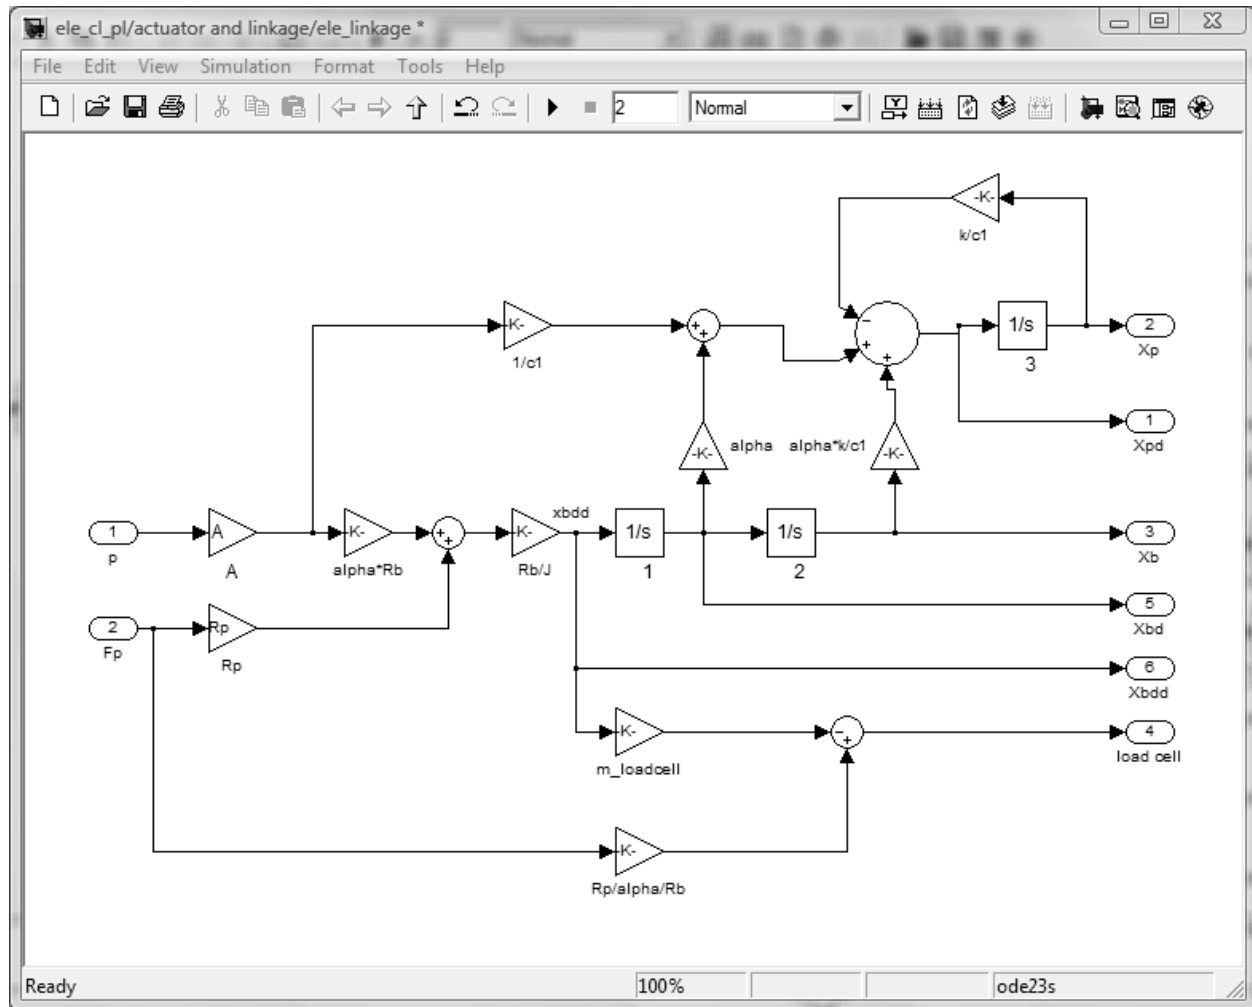 ele_cl_pl/actuator and linkage/ele_linkage *
File Edit View Simulation Format Tools Help
2 Normal
-K-
k/c1
K-
1/c1
+
+
−
+
+
1/s
3
2
Xp
-K-
alpha
alpha*k/c1
-K-
1
Xpd
1
p
A
A
K-
alpha*Rb
+
+
K-
Rb/J
xbdd
1/s
1
1/s
2
3
Xb
2
Fp
Rp
Rp
5
Xbd
6
Xbdd
K-
m_loadcell
−
+
4
load cell
K-
Rp/alpha/Rb
Ready 100% ode23s